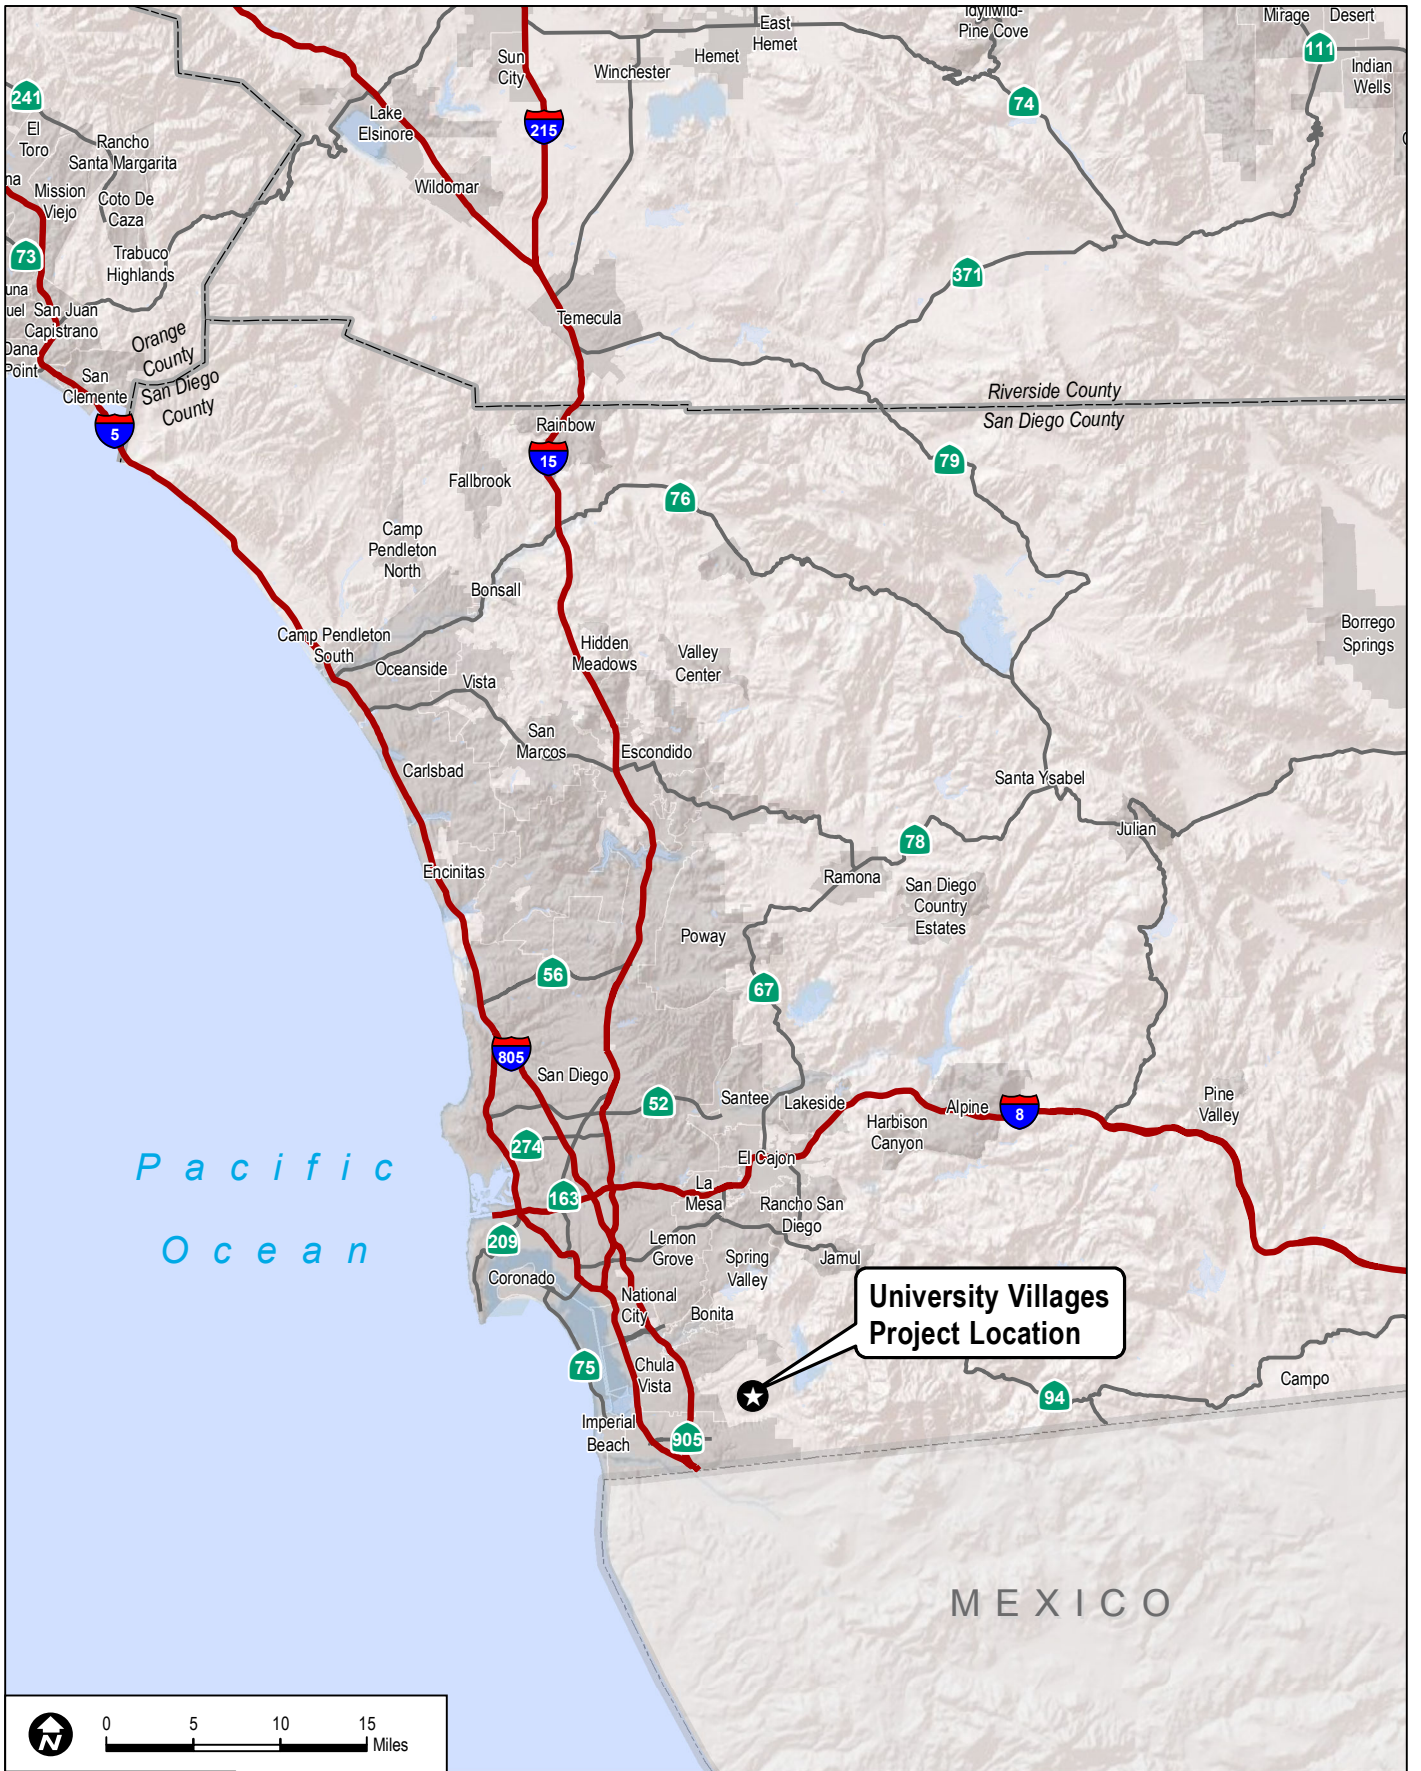 Idyllwild-
Pine Cove
East
Hemet
Mirage
Desert
Sun
City
Winchester
Hemet
111
Indian
Wells
241
74
Lake
Elsinore
215
El
Toro
Rancho
Santa Margarita
na
Mission
Viejo
Coto De
Caza
Wildomar
73
Trabuco
Highlands
371
una
uel
San Juan
Capistrano
Temecula
Orange
County
Dana
Point
San
Clemente
San Diego
County
Riverside County
San Diego County
5
Rainbow
15
79
Fallbrook
76
Camp
Pendleton
North
Bonsall
Borrego
Springs
Camp Pendleton
South
Hidden
Meadows
Valley
Center
Oceanside
Vista
San
Marcos
Escondido
Carlsbad
Santa Ysabel
Julian
78
Encinitas
Ramona
San Diego
Country
Estates
Poway
56
67
805
San Diego
52
Santee
Lakeside
Alpine
8
Pine
Valley
Harbison
Canyon
274
El Cajon
Pacific
Ocean
163
La
Mesa
Rancho San
Diego
209
Lemon
Grove
Spring
Valley
Jamul
Coronado
National
City
Bonita
University Villages
Project Location
75
Chula
Vista
94
Campo
Imperial
Beach
905
MEXICO
N
0 5 10 15
Miles